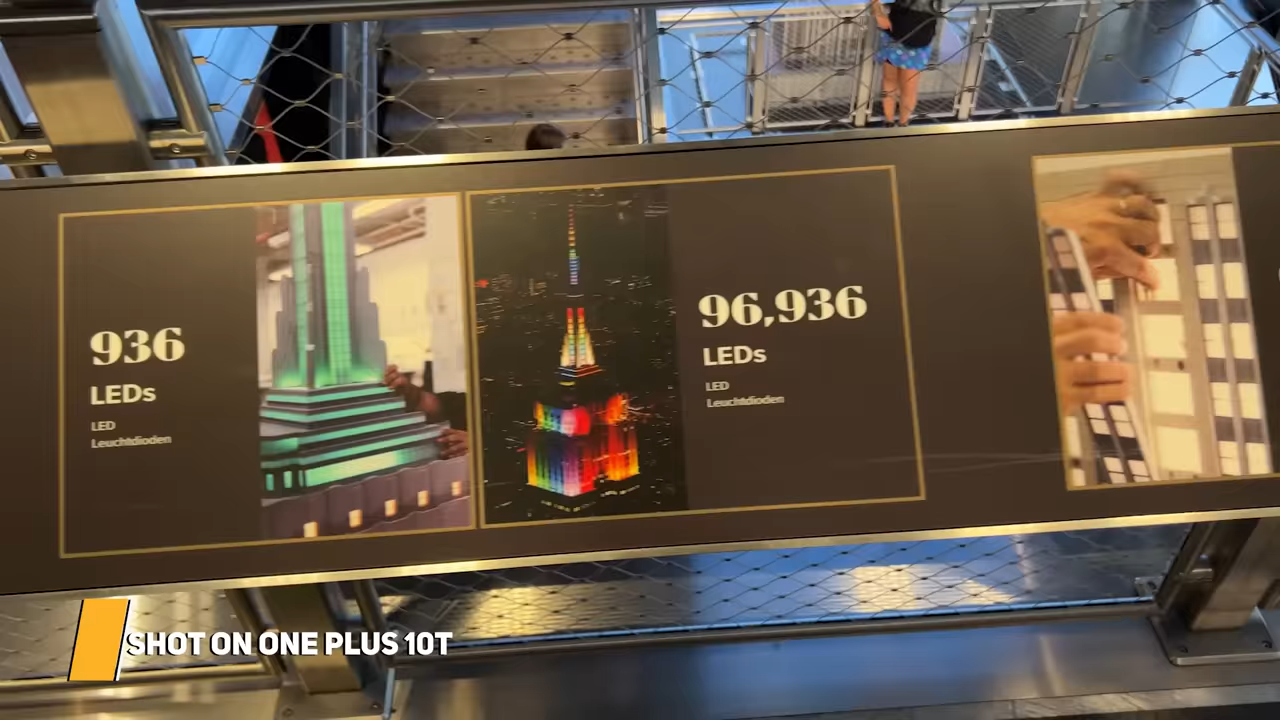 936
LEDs
LED
Leuchtdioden
96,936
LEDs
LED
Leuchtdioden
SHOT ON ONE PLUS 10T